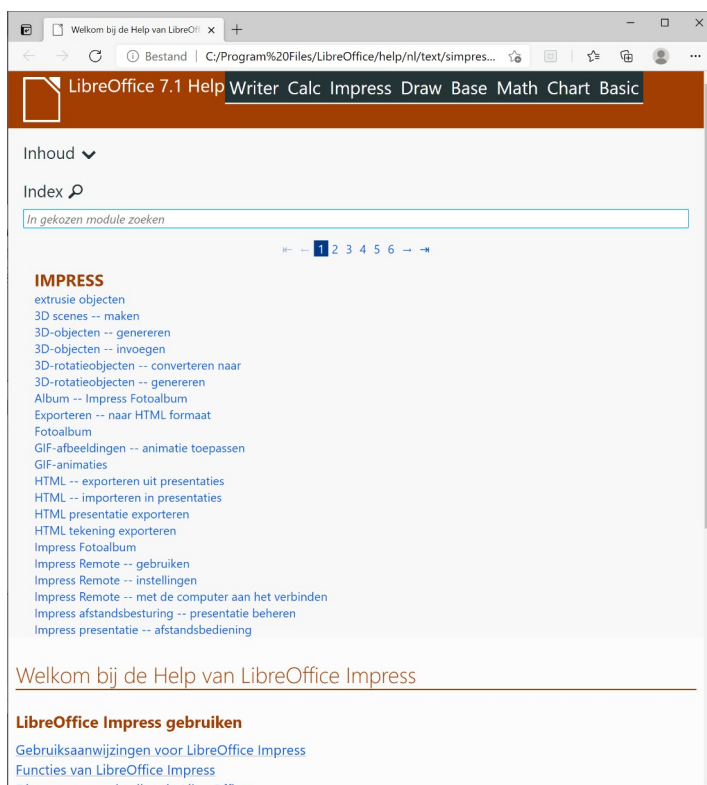 Welkom bij de Help van LibreOff
Bestand | C:/Program%20Files/LibreOffice/help/nl/text/simpres...
LibreOffice 7.1 Help Writer Calc Impress Draw Base Math Chart Basic
Inhoud
Index
In gekozen module zoeken
⇤ ← 1 2 3 4 5 6 → ⇥
IMPRESS
extrusie objecten
3D scenes -- maken
3D-objecten -- genereren
3D-objecten -- invoegen
3D-rotatieobjecten -- converteren naar
3D-rotatieobjecten -- genereren
Album -- Impress Fotoalbum
Exporteren -- naar HTML formaat
Fotoalbum
GIF-afbeeldingen -- animatie toepassen
GIF-animaties
HTML -- exporteren uit presentaties
HTML -- importeren in presentaties
HTML presentatie exporteren
HTML tekening exporteren
Impress Fotoalbum
Impress Remote -- gebruiken
Impress Remote -- instellingen
Impress Remote -- met de computer aan het verbinden
Impress afstandsbesturing -- presentatie beheren
Impress presentatie -- afstandsbediening
Welkom bij de Help van LibreOffice Impress
LibreOffice Impress gebruiken
Gebruiksaanwijzingen voor LibreOffice Impress
Functies van LibreOffice Impress